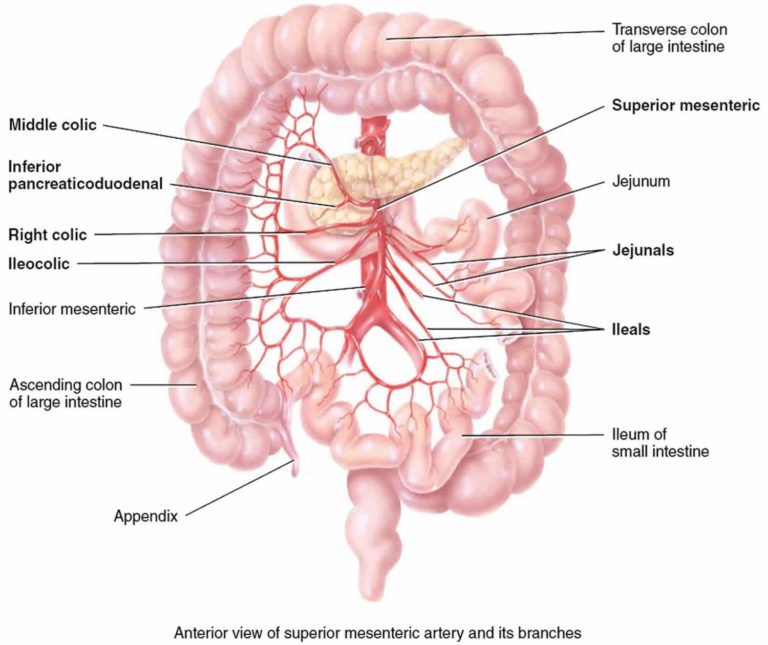 Transverse colon
of large intestine
Superior mesenteric
Middle colic
Inferior
pancreaticoduodenal
Jejunum
Right colic
Jejunals
Ileocolic
Inferior mesenteric
Ileals
Ascending colon
of large intestine
Ileum of
small intestine
Appendix
Anterior view of superior mesenteric artery and its branches